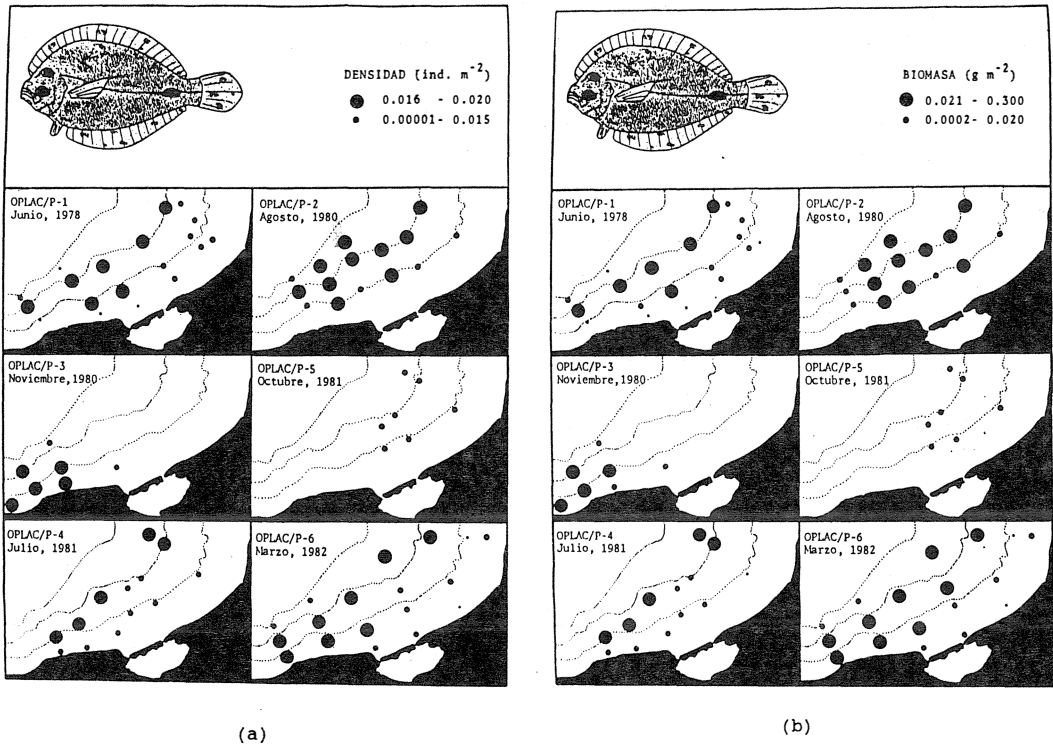 DENSIDAD (ind. m-2)
0.016 - 0.020
0.00001- 0.015
OPLAC/P-1
Junio, 1978
OPLAC/P-2
Agosto, 1980
OPLAC/P-3
Noviembre,1980
OPLAC/P-5
Octubre, 1981
OPLAC/P-4
Julio, 1981
OPLAC/P-6
Marzo, 1982
(a)
BIOMASA (g m-2)
0.021 - 0.300
0.0002- 0.020
OPLAC/P-1
Junio, 1978
OPLAC/P-2
Agosto, 1980
OPLAC/P-3
Noviembre,1980
OPLAC/P-5
Octubre, 1981
OPLAC/P-4
Julio, 1981
OPLAC/P-6
Marzo, 1982
(b)